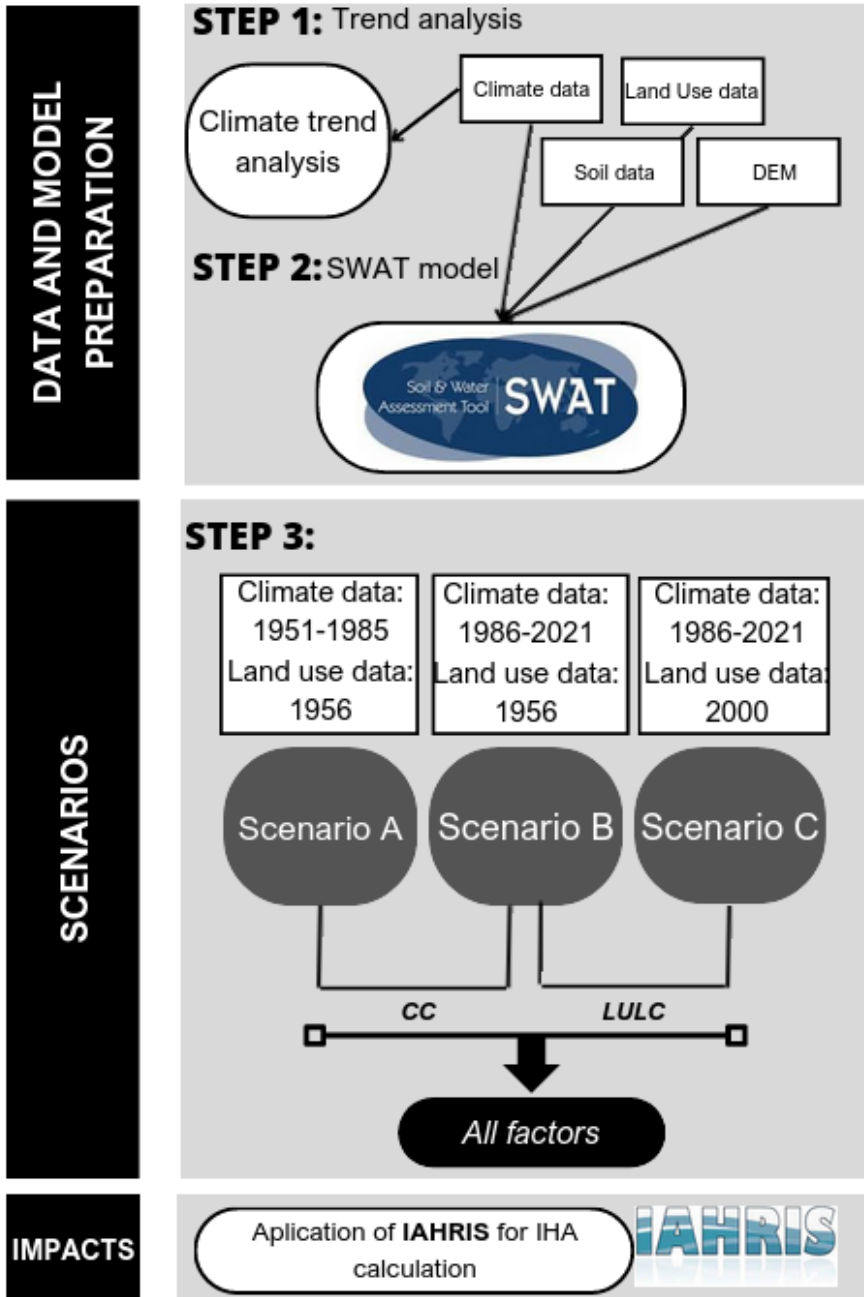 DATA AND MODEL
PREPARATION
STEP 1: Trend analysis
Climate trend
analysis
Climate data
Land Use data
Soil data
DEM
STEP 2: SWAT model
Soil & Water
Assessment Tool
SWAT
SCENARIOS
STEP 3:
Climate data:
1951-1985
Land use data:
1956
Climate data:
1986-2021
Land use data:
1956
Climate data:
1986-2021
Land use data:
2000
Scenario A
Scenario B
Scenario C
CC
LULC
All factors
IMPACTS
Aplication of IAHRIS for IHA
calculation
IAHRIS